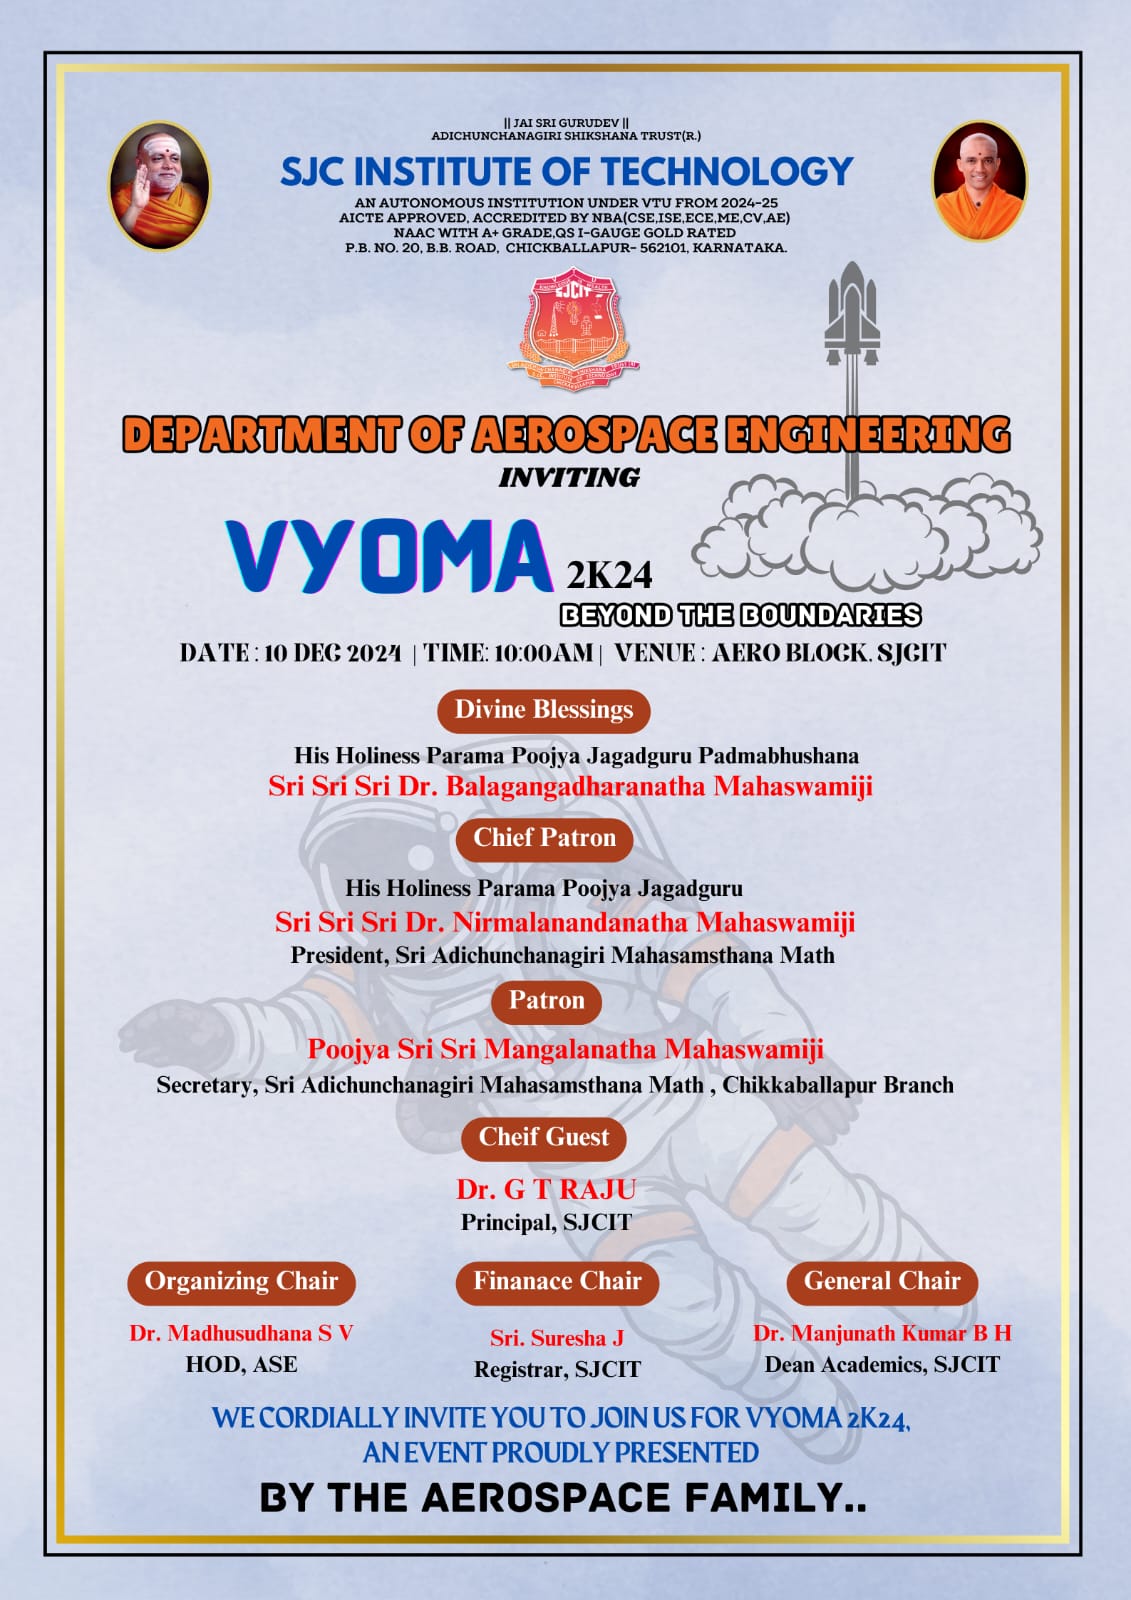 || JAI SRI GURUDEV ||
ADICHUNCHANAGIRI SHIKSHANA TRUST(R.)
SJC INSTITUTE OF TECHNOLOGY
AN AUTONOMOUS INSTITUTION UNDER VTU FROM 2024-25
AICTE APPROVED, ACCREDITED BY NBA(CSE,ISE,ECE,ME,CV,AE)
NAAC WITH A+ GRADE,QS I-GAUGE GOLD RATED
P.B. NO. 20, B.B. ROAD, CHICKBALLAPUR- 562101, KARNATAKA.
SJCIT
DEPARTMENT OF AEROSPACE ENGINEERING
INVITING
VYOMA 2K24
BEYOND THE BOUNDARIES
DATE : 10 DEC 2024 | TIME: 10:00AM | VENUE : AERO BLOCK. SJCIT
Divine Blessings
His Holiness Parama Poojya Jagadguru Padmabhushana
Sri Sri Sri Dr. Balagangadharanatha Mahaswamiji
Chief Patron
His Holiness Parama Poojya Jagadguru
Sri Sri Sri Dr. Nirmalanandanatha Mahaswamiji
President, Sri Adichunchanagiri Mahasamsthana Math
Patron
Poojya Sri Sri Mangalanatha Mahaswamiji
Secretary, Sri Adichunchanagiri Mahasamsthana Math , Chikkaballapur Branch
Cheif Guest
Dr. G T RAJU
Principal, SJCIT
Organizing Chair
Dr. Madhusudhana S V
HOD, ASE
Finanace Chair
Sri. Suresha J
Registrar, SJCIT
General Chair
Dr. Manjunath Kumar B H
Dean Academics, SJCIT
WE CORDIALLY INVITE YOU TO JOIN US FOR VYOMA 2K24,
AN EVENT PROUDLY PRESENTED
BY THE AEROSPACE FAMILY..